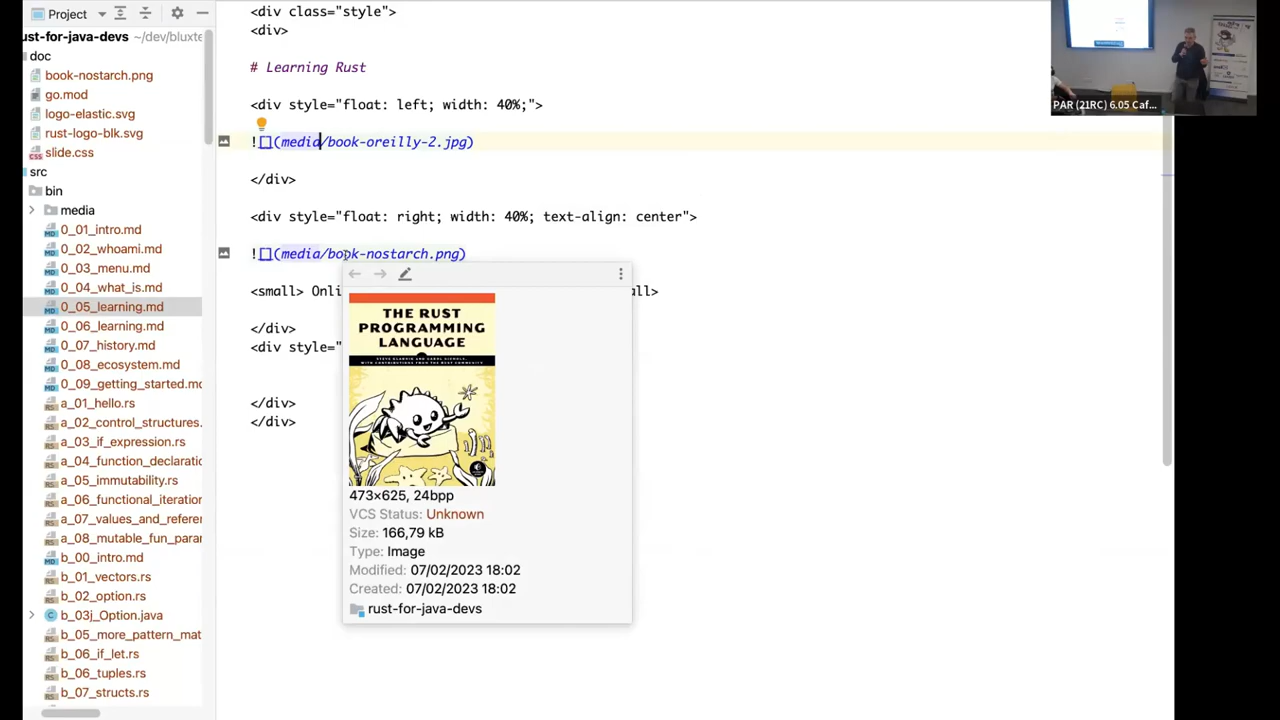 Project
rust-for-java-devs ~/dev/bluxte
doc
book-nostarch.png
go.mod
logo-elastic.svg
rust-logo-blk.svg
slide.css
src
bin
media
0_01_intro.md
0_02_whoami.md
0_03_menu.md
0_04_what_is.md
0_05_learning.md
0_06_learning.md
0_07_history.md
0_08_ecosystem.md
0_09_getting_started.md
a_01_hello.rs
a_02_control_structures.
a_03_if_expression.rs
a_04_function_declaratio
a_05_immutability.rs
a_06_functional_iteration
a_07_values_and_referer
a_08_mutable_fun_param
b_00_intro.md
b_01_vectors.rs
b_02_option.rs
b_03j_Option.java
b_05_more_pattern_mat
b_06_if_let.rs
b_06_tuples.rs
b_07_structs.rs
<div class="style">
<div>
# Learning Rust
<div style="float: left; width: 40%;">
![](media/book-oreilly-2.jpg)
</div>
<div style="float: right; width: 40%; text-align: center">
![](media/book-nostarch.png)
<small> Onli all>
</div>
<div style="
</div>
</div>
THE RUST
PROGRAMMING
LANGUAGE
473×625, 24bpp
VCS Status: Unknown
Size: 166,79 kB
Type: Image
Modified: 07/02/2023 18:02
Created: 07/02/2023 18:02
rust-for-java-devs
PAR (21RC) 6.05 Caf...